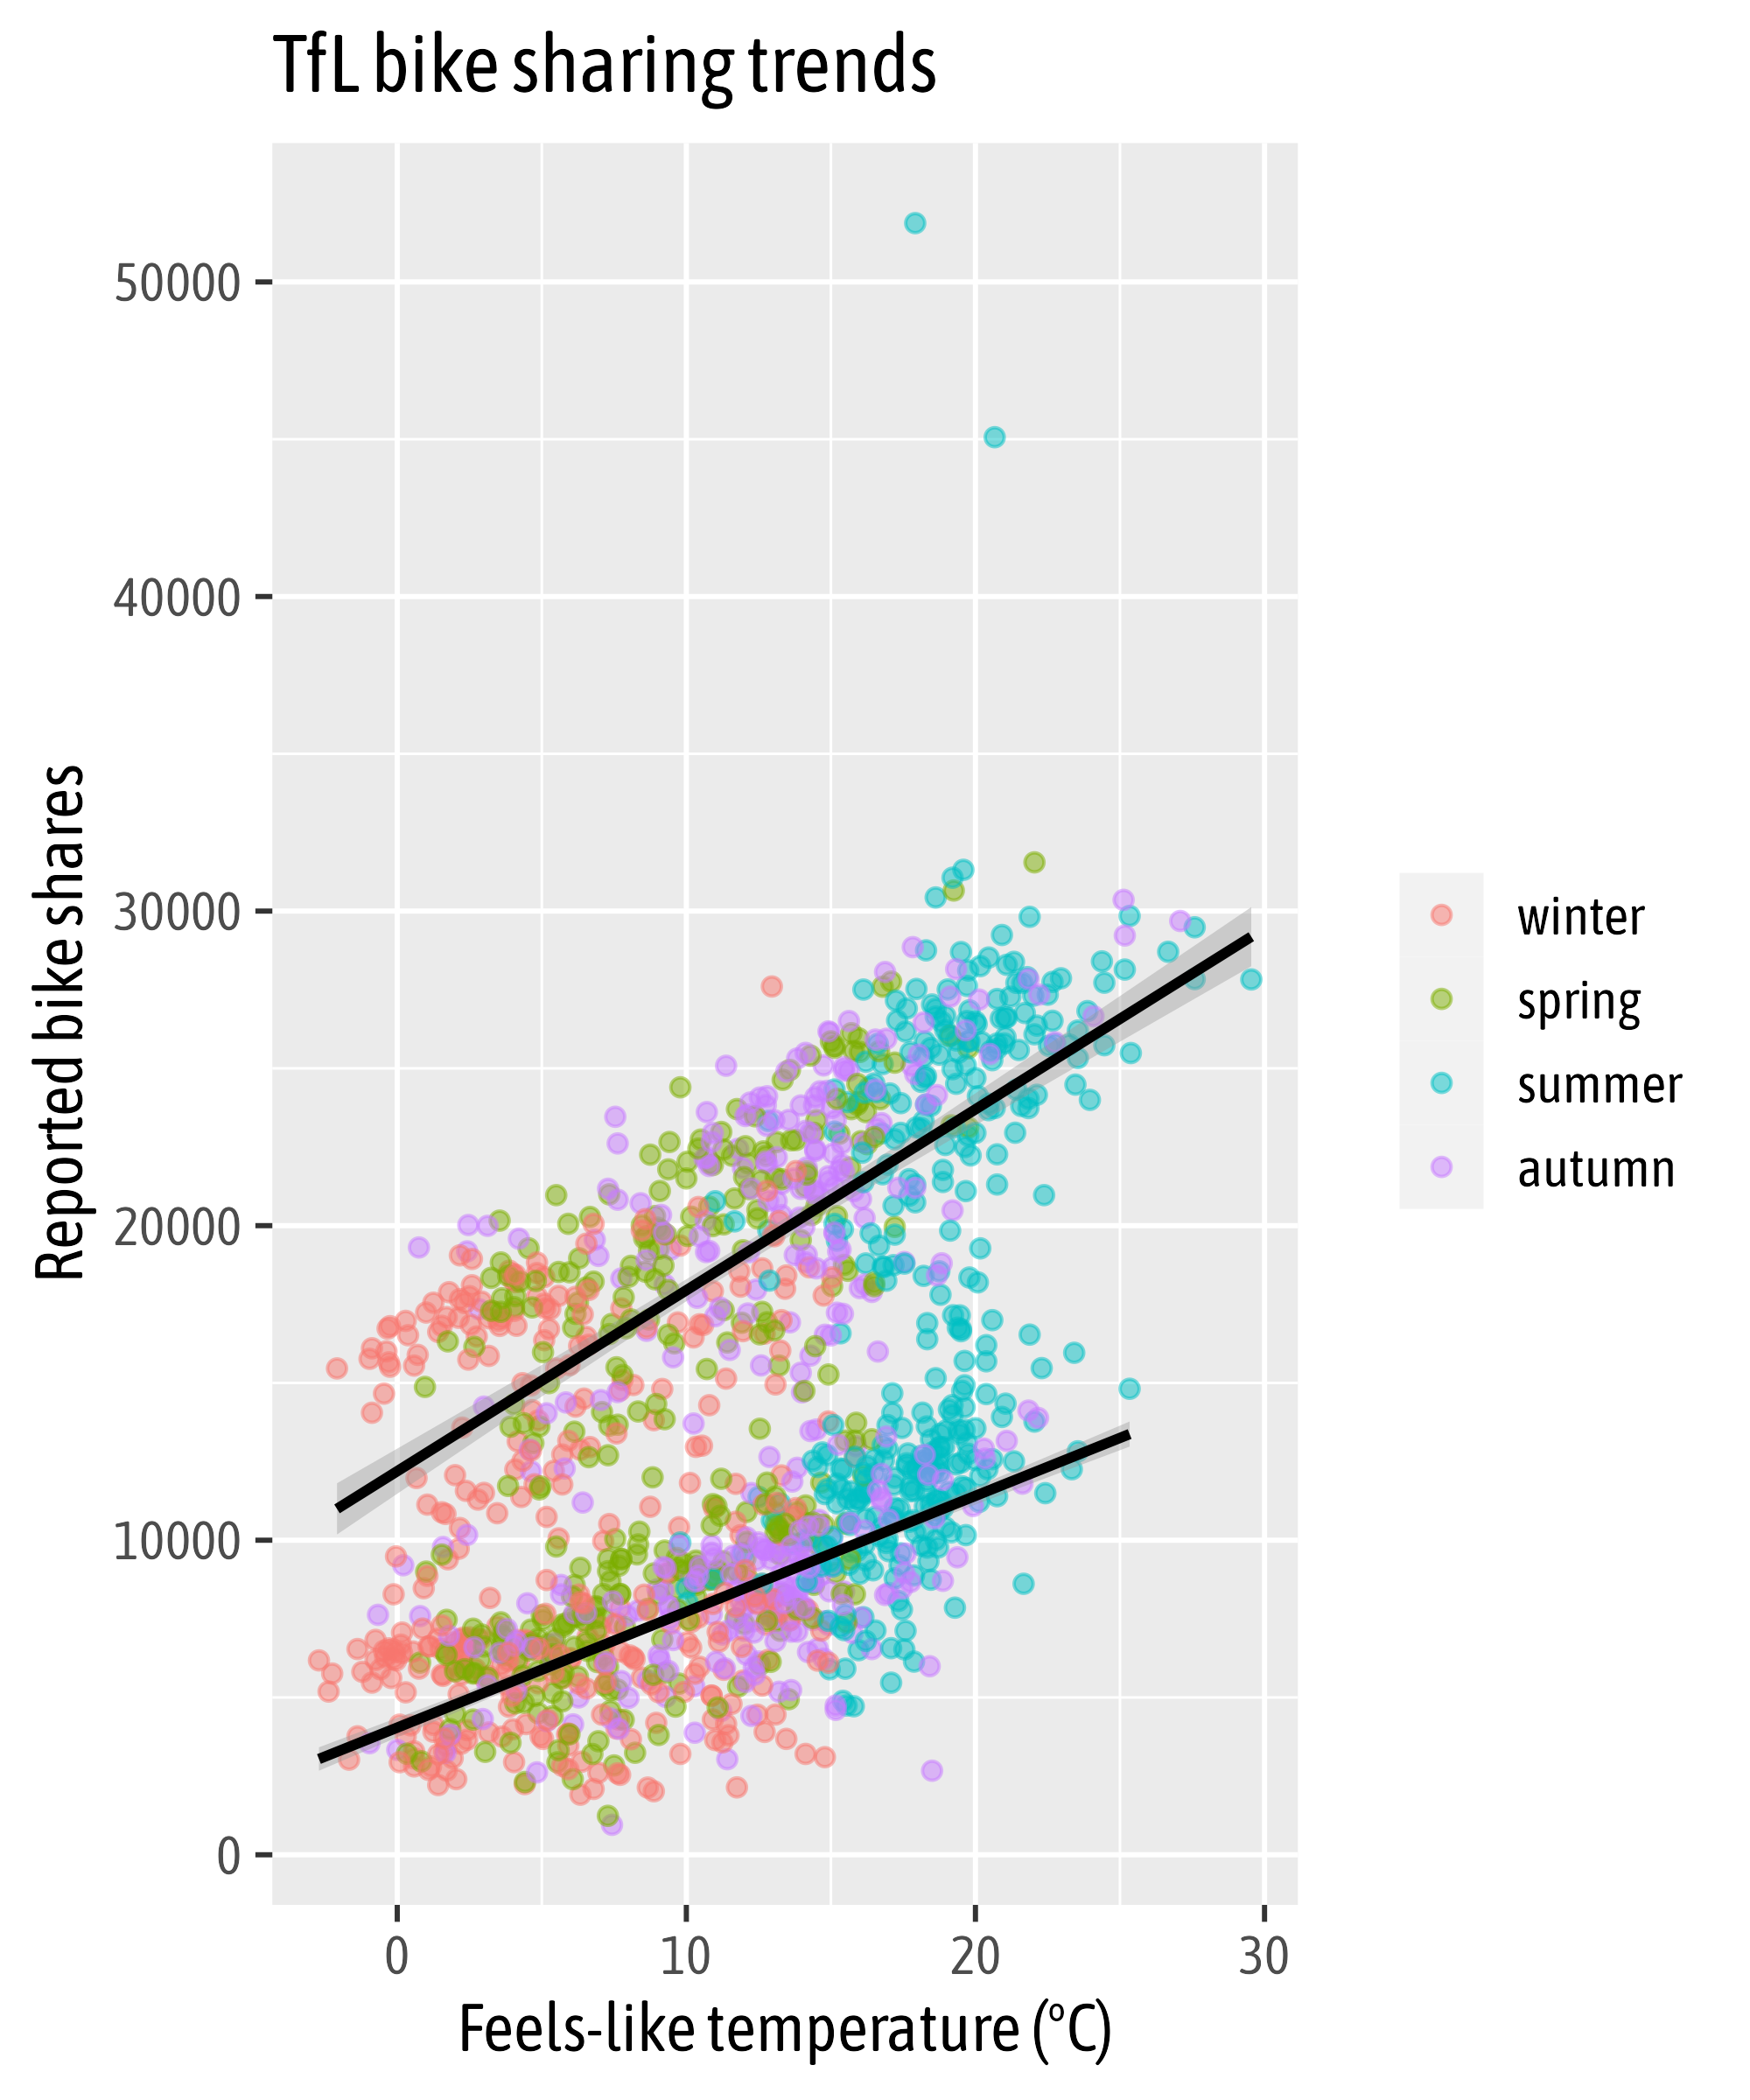 TfL bike sharing trends
Reported bike shares
50000
40000
30000
20000
10000
0
0 10 20 30
Feels-like temperature (°C)
winter
spring
summer
autumn